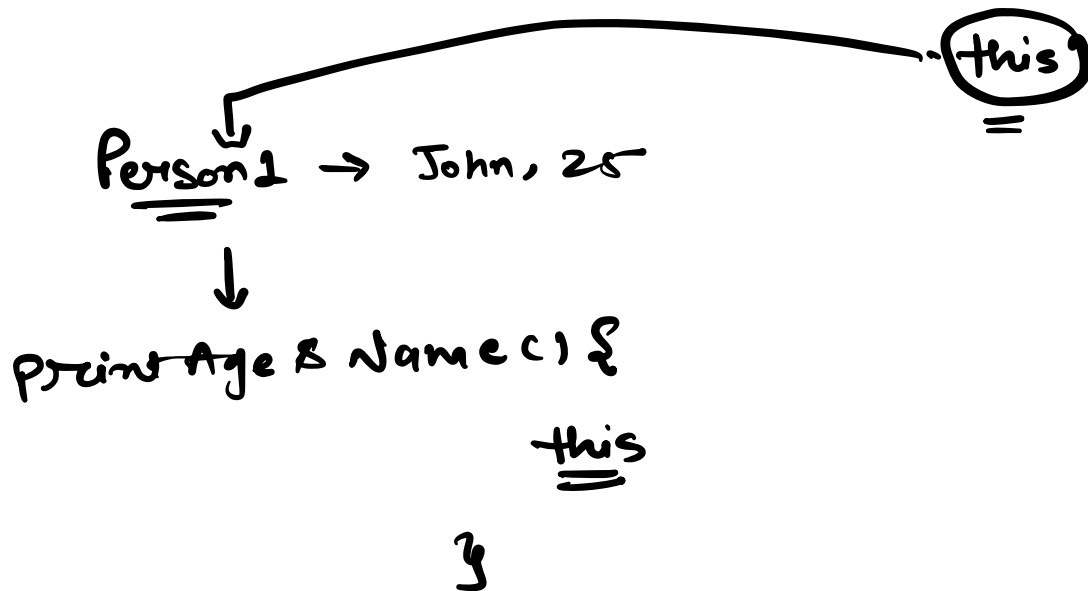 this
Person1 → John, 25
printAge & Name() {
this
}